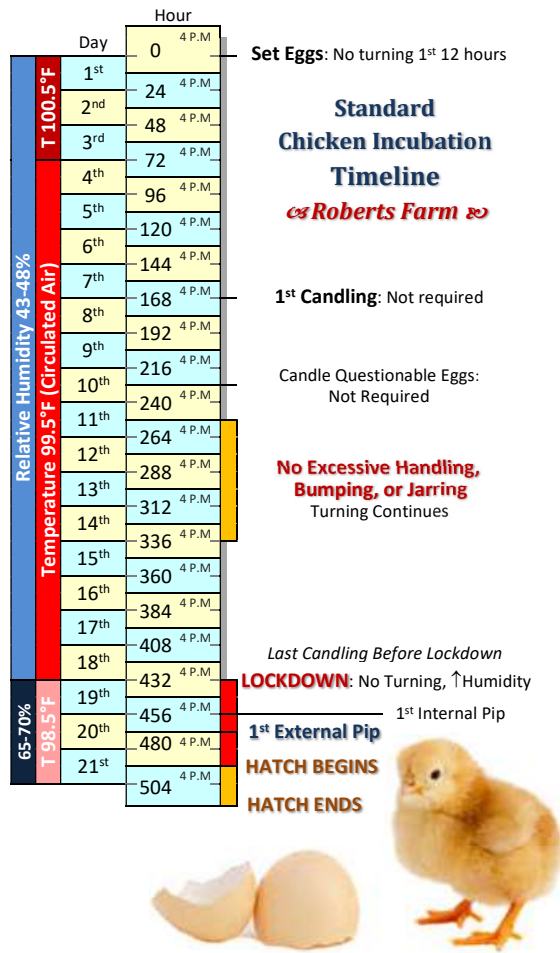 Hour
Day
0 4 P.M
Set Eggs: No turning 1st 12 hours
1st
24 4 P.M
2nd
48 4 P.M
3rd
72 4 P.M
4th
96 4 P.M
5th
120 4 P.M
6th
144 4 P.M
7th
168 4 P.M
8th
192 4 P.M
9th
216 4 P.M
10th
240 4 P.M
11th
264 4 P.M
12th
288 4 P.M
13th
312 4 P.M
14th
336 4 P.M
15th
360 4 P.M
16th
384 4 P.M
17th
408 4 P.M
18th
432 4 P.M
19th
456 4 P.M
20th
480 4 P.M
21st
504 4 P.M
T 100.5°F
Temperature 99.5°F (Circulated Air)
T 98.5°F
Relative Humidity 43-48%
65-70%
Standard
Chicken Incubation
Timeline
Roberts Farm
1st Candling: Not required
Candle Questionable Eggs:
Not Required
No Excessive Handling,
Bumping, or Jarring
Turning Continues
Last Candling Before Lockdown
LOCKDOWN: No Turning, ↑Humidity
1st Internal Pip
1st External Pip
HATCH BEGINS
HATCH ENDS